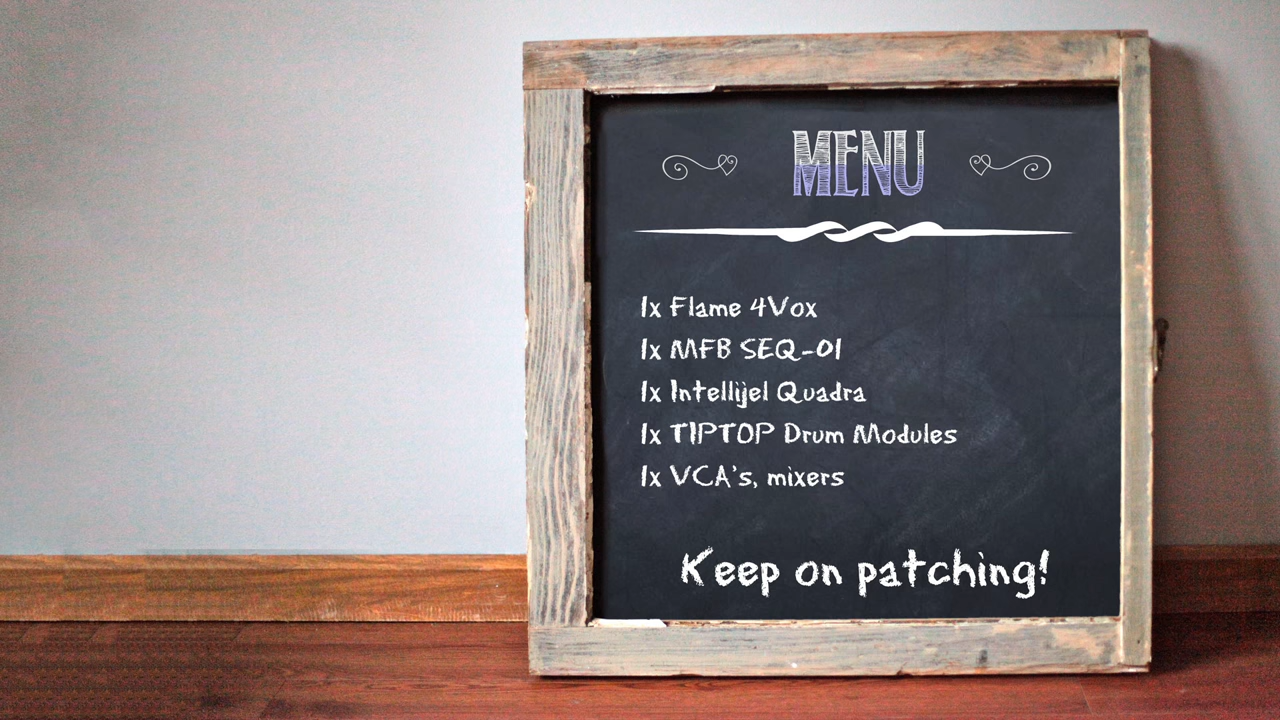 MENU
1x Flame 4Vox
1x MFB SEQ-01
1x Intellijel Quadra
1x TIPTOP Drum Modules
1x VCA's, mixers
Keep on patching!